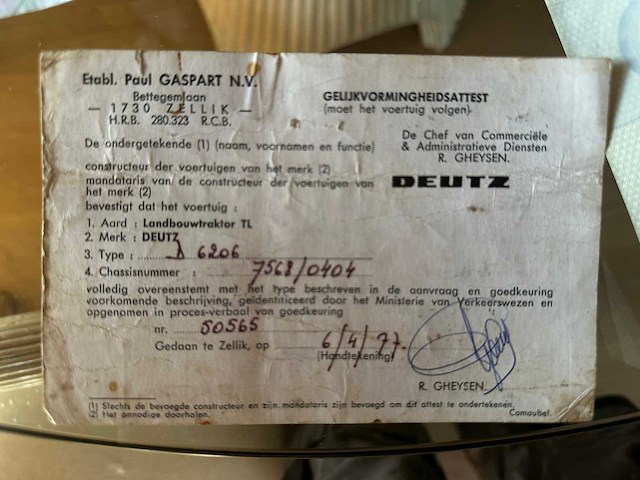 Etabl. Paul GASPART N.V.
Bettegemlaan
— 1730 ZELLIK —
H.R.B. 280.323 R.C.B.
GELIJKVORMINGHEIDSATTEST
(moet het voertuig volgen)
De ondergetekende (1) (naam, voornamen en functie)
De Chef van Commerciële
& Administratieve Diensten
R. GHEYSEN.
constructeur der voertuigen van het merk (2)
mandataris van de constructeur der voertuigen van
het merk (2)
DEUTZ
bevestigt dat het voertuig :
1. Aard : Landbouwtraktor TL
2. Merk : DEUTZ
3. Type : D 6206
4. Chassisnummer : 7568/0404
volledig overeenstemt met het type beschreven in de aanvraag en goedkeuring
voorkomende beschrijving, geïdentificeerd door het Ministerie van Verkeerswezen en
opgenomen in proces-verbaal van goedkeuring
nr. 50565
Gedaan te Zellik, op 6/4/77.
(Handtekening)
R. GHEYSEN.
(1) Slechts de bevoegde constructeur en zijn mandataris zijn bevoegd om dit attest te ondertekenen.
(2) Het onnodige doorhalen.
Comaubel.